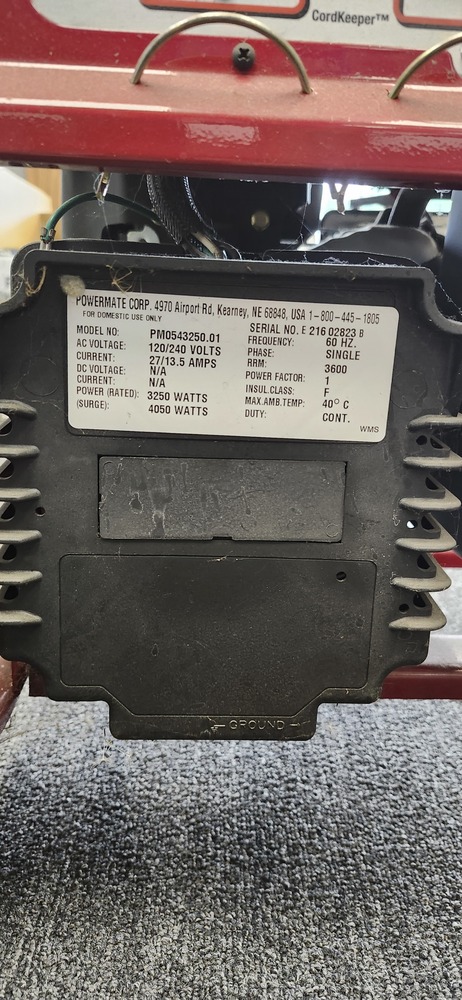 CordKeeper™
POWERMATE CORP. 4970 Airport Rd, Kearney, NE 68848, USA 1-800-445-1805
FOR DOMESTIC USE ONLY
MODEL NO: PM0543250.01
AC VOLTAGE: 120/240 VOLTS
CURRENT: 27/13.5 AMPS
DC VOLTAGE: N/A
CURRENT: N/A
POWER (RATED): 3250 WATTS
(SURGE): 4050 WATTS
SERIAL NO. E 216 02823 B
FREQUENCY: 60 HZ.
PHASE: SINGLE
RRM: 3600
POWER FACTOR: 1
INSUL.CLASS: F
MAX.AMB.TEMP: 40° C
DUTY: CONT.
WMS
GROUND